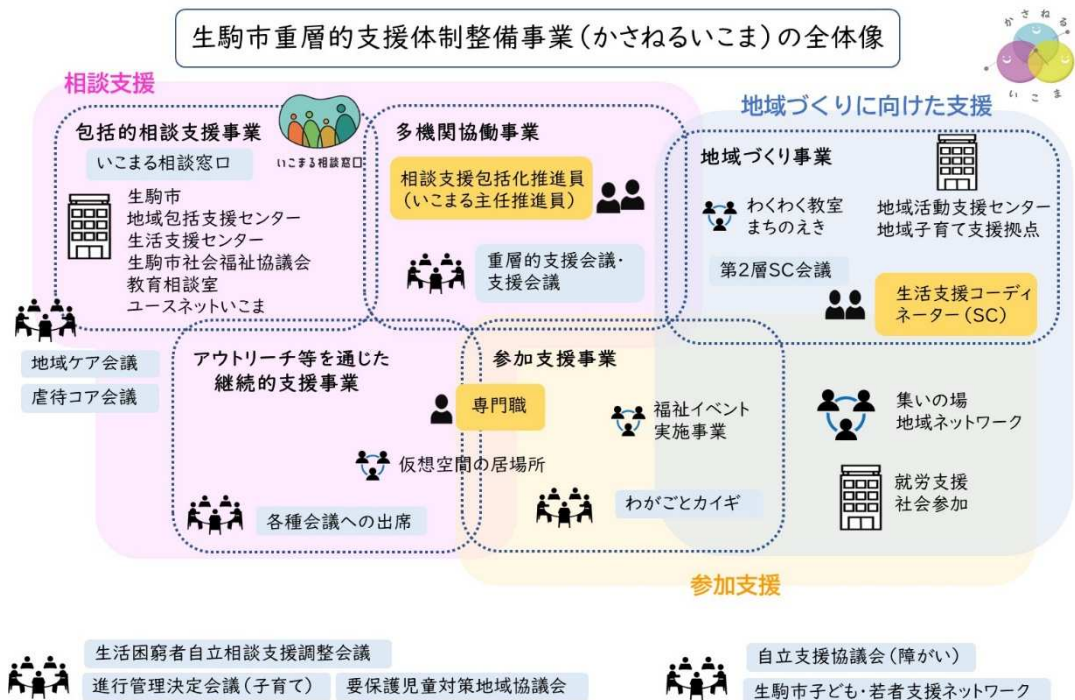 生駒市重層的支援体制整備事業(かさねるいこま)の全体像
かさねる
いこま
相談支援
包括的相談支援事業
いこまる相談窓口
いこまる相談窓口
生駒市
地域包括支援センター
生活支援センター
生駒市社会福祉協議会
教育相談室
ユースネットいこま
地域ケア会議
虐待コア会議
多機関協働事業
相談支援包括化推進員
(いこまる主任推進員)
重層的支援会議・
支援会議
地域づくりに向けた支援
地域づくり事業
わくわく教室
まちのえき
地域活動支援センター
地域子育て支援拠点
第2層SC会議
生活支援コーディ
ネーター(SC)
アウトリーチ等を通じた
継続的支援事業
専門職
仮想空間の居場所
各種会議への出席
参加支援事業
福祉イベント
実施事業
わがごとカイギ
集いの場
地域ネットワーク
就労支援
社会参加
参加支援
生活困窮者自立相談支援調整会議
進行管理決定会議(子育て)
要保護児童対策地域協議会
自立支援協議会(障がい)
生駒市子ども・若者支援ネットワーク